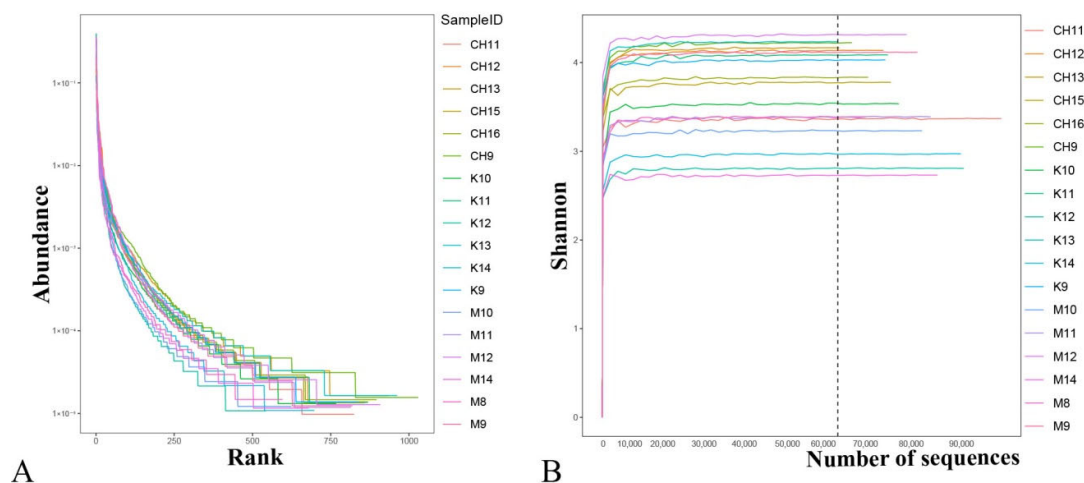 SampleID
CH11
CH12
CH13
CH15
CH16
CH9
K10
K11
K12
K13
K14
K9
M10
M11
M12
M14
M8
M9
Abundance
0
250
500
750
1000
Rank
A
CH11
CH12
CH13
CH15
CH16
CH9
K10
K11
K12
K13
K14
K9
M10
M11
M12
M14
M8
M9
Shannon
4
3
2
1
0
0
10,000
20,000
30,000
40,000
50,000
60,000
70,000
80,000
90,000
Number of sequences
B